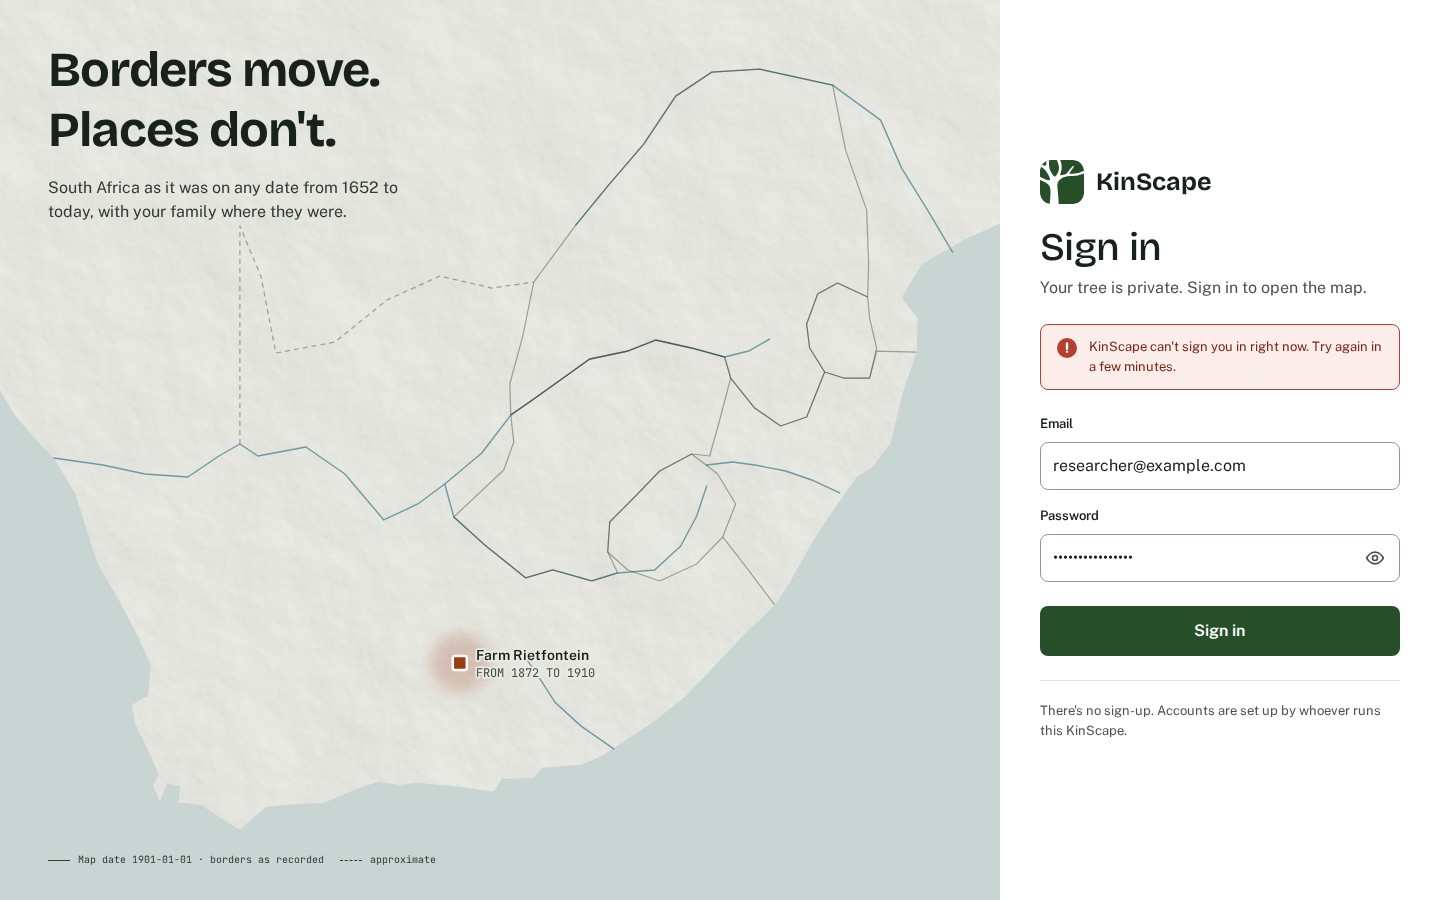 Borders move.
Places don't.
South Africa as it was on any date from 1652 to
today, with your family where they were.
Farm Rietfontein
FROM 1872 TO 1910
Map date 1901-01-01 · borders as recorded
approximate
KinScape
Sign in
Your tree is private. Sign in to open the map.
KinScape can't sign you in right now. Try again in
a few minutes.
Email
researcher@example.com
Password
••••••••••••••••
Sign in
There's no sign-up. Accounts are set up by whoever runs
this KinScape.